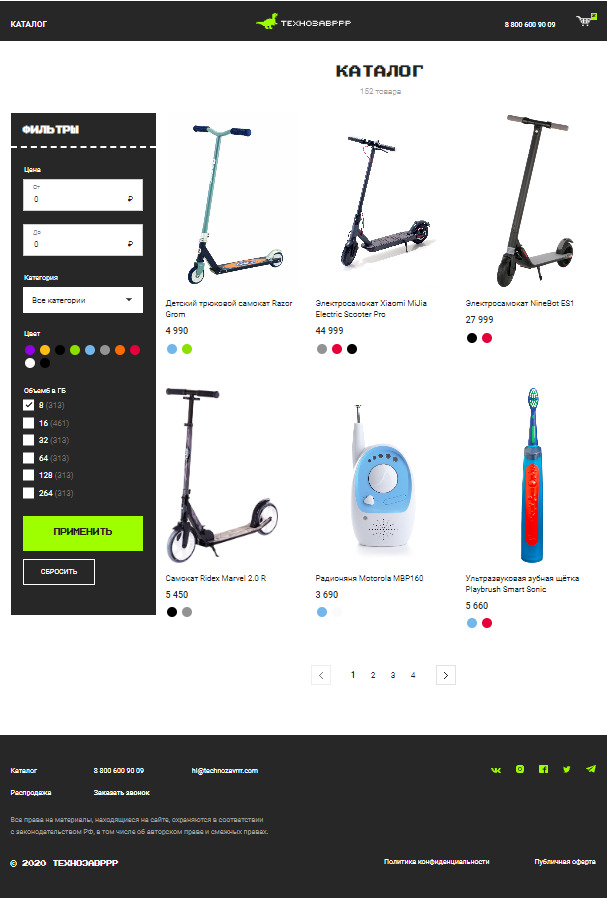 КАТАЛОГ
ТЕХНОЗАВРРР
8 800 600 90 09
КАТАЛОГ
152 товара
ФИЛЬТРЫ
Цена
От
0 ₽
До
0 ₽
Категория
Все категории
Цвет
Объемб в ГБ
8 (313)
16 (461)
32 (313)
64 (313)
128 (313)
264 (313)
ПРИМЕНИТЬ
СБРОСИТЬ
Детский трюковой самокат Razor
Grom
4 990
Электросамокат Xiaomi MiJia
Electric Scooter Pro
44 999
Электросамокат NineBot ES1
27 999
Самокат Ridex Marvel 2.0 R
5 450
Радионяня Motorola MBP160
3 690
Ультразвуковая зубная щётка
Playbrush Smart Sonic
5 660
1 2 3 4
Каталог
8 800 600 90 09
hi@technozavrrr.com
Распродажа
Заказать звонок
Все права на материалы, находящиеся на сайте, охраняются в соответствии
с законодательством РФ, в том числе об авторском праве и смежных правах.
© 2020 ТЕХНОЗАВРРР
Политика конфиденциальности
Публичная оферта